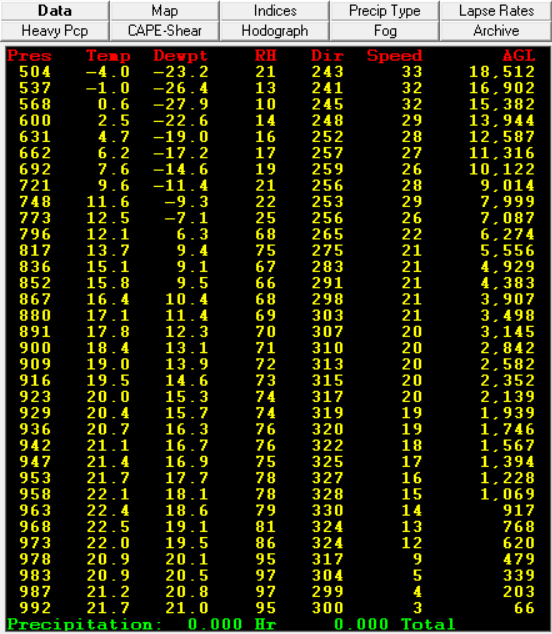 Data Map Indices Precip Type Lapse Rates
Heavy Pcp CAPE-Shear Hodograph Fog Archive
Pres Temp Dewpt RH Dir Speed AGL
504 -4.0 -23.2 21 243 33 18,512
537 -1.0 -26.4 13 241 32 16,902
568 0.6 -27.9 10 245 32 15,382
600 2.5 -22.6 14 248 29 13,944
631 4.7 -19.0 16 252 28 12,587
662 6.2 -17.2 17 257 27 11,316
692 7.6 -14.6 19 259 26 10,122
721 9.6 -11.4 21 256 28 9,014
748 11.6 -9.3 22 253 29 7,999
773 12.5 -7.1 25 256 26 7,087
796 12.1 6.3 68 265 22 6,274
817 13.7 9.4 75 275 21 5,556
836 15.1 9.1 67 283 21 4,929
852 15.8 9.5 66 291 21 4,383
867 16.4 10.4 68 298 21 3,907
880 17.1 11.4 69 303 21 3,498
891 17.8 12.3 70 307 20 3,145
900 18.4 13.1 71 310 20 2,842
909 19.0 13.9 72 313 20 2,582
916 19.5 14.6 73 315 20 2,352
923 20.0 15.3 74 317 20 2,139
929 20.4 15.7 74 319 19 1,939
936 20.7 16.3 76 320 19 1,746
942 21.1 16.7 76 322 18 1,567
947 21.4 16.9 75 325 17 1,394
953 21.7 17.7 78 327 16 1,228
958 22.1 18.1 78 328 15 1,069
963 22.4 18.6 79 330 14 917
968 22.5 19.1 81 324 13 768
973 22.0 19.5 86 324 12 620
978 20.9 20.1 95 317 9 479
983 20.9 20.5 97 304 5 339
987 21.2 20.8 97 299 4 203
992 21.7 21.0 95 300 3 66
Precipitation: 0.000 Hr 0.000 Total